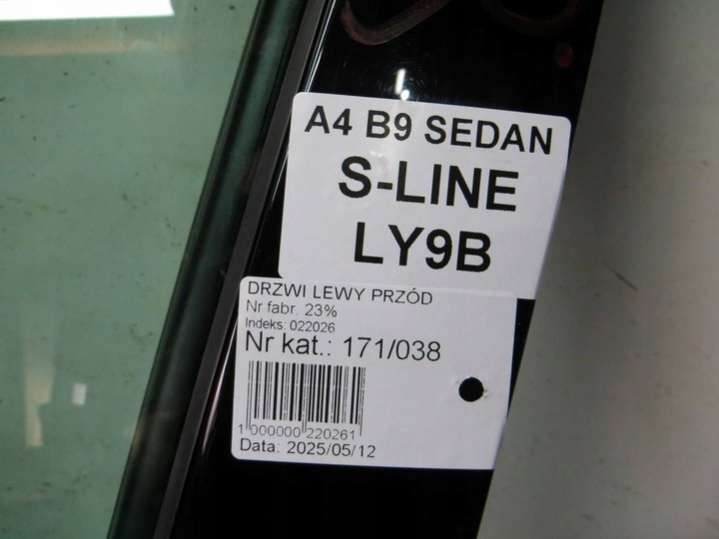 A4 B9 SEDAN
S-LINE
LY9B
DRZWI LEWY PRZÓD
Nr fabr. 23%
Indeks: 022026
Nr kat.: 171/038
1 000000 220261
Data: 2025/05/12